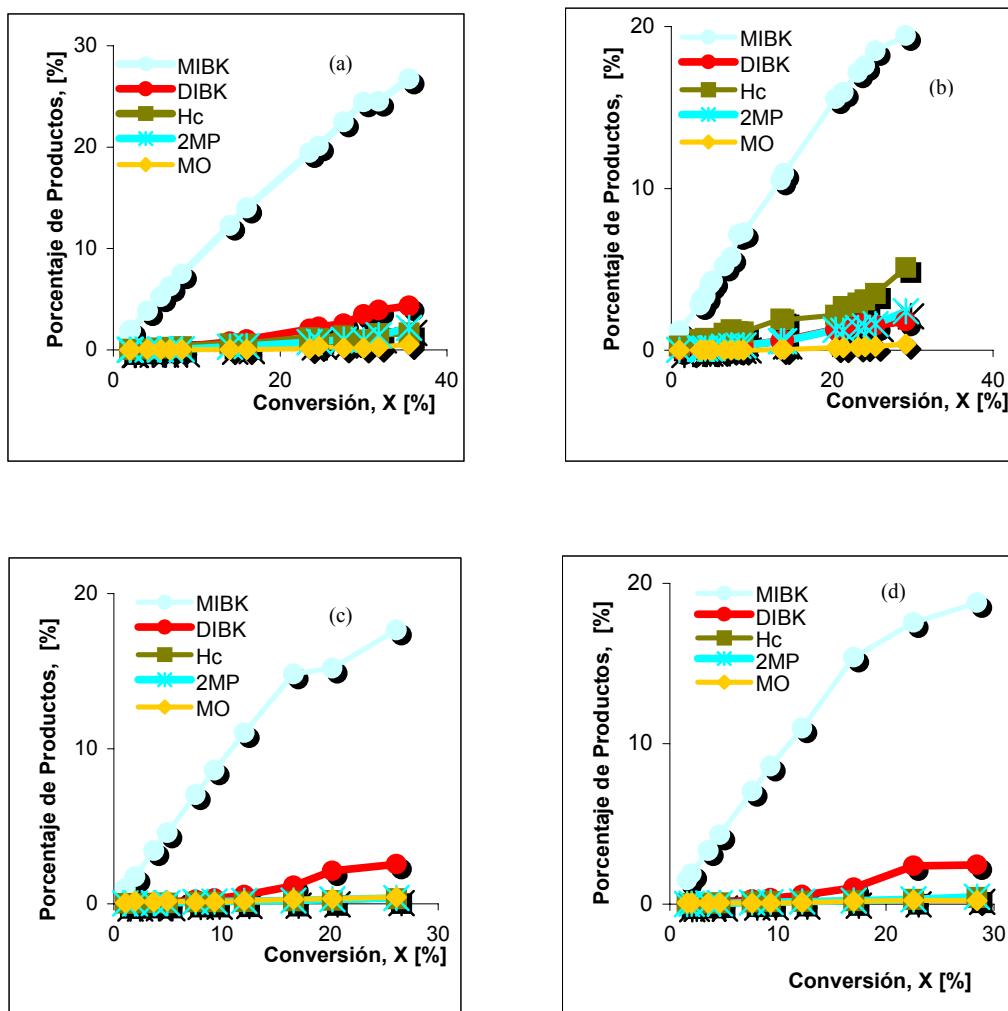 Porcentaje de Productos, [%]
30
20
10
0
MIBK
DIBK
Hc
2MP
MO
(a)
0
20
40
Conversión, X [%]
Porcentaje de Productos, [%]
20
10
0
MIBK
DIBK
Hc
2MP
MO
(b)
0
10
20
30
40
Conversión, X [%]
Porcentaje de Productos, [%]
20
10
0
MIBK
DIBK
Hc
2MP
MO
(c)
0
10
20
30
Conversión, X [%]
Porcentaje de Productos, [%]
20
10
0
MIBK
DIBK
Hc
2MP
MO
(d)
0
10
20
30
Conversión, X [%]